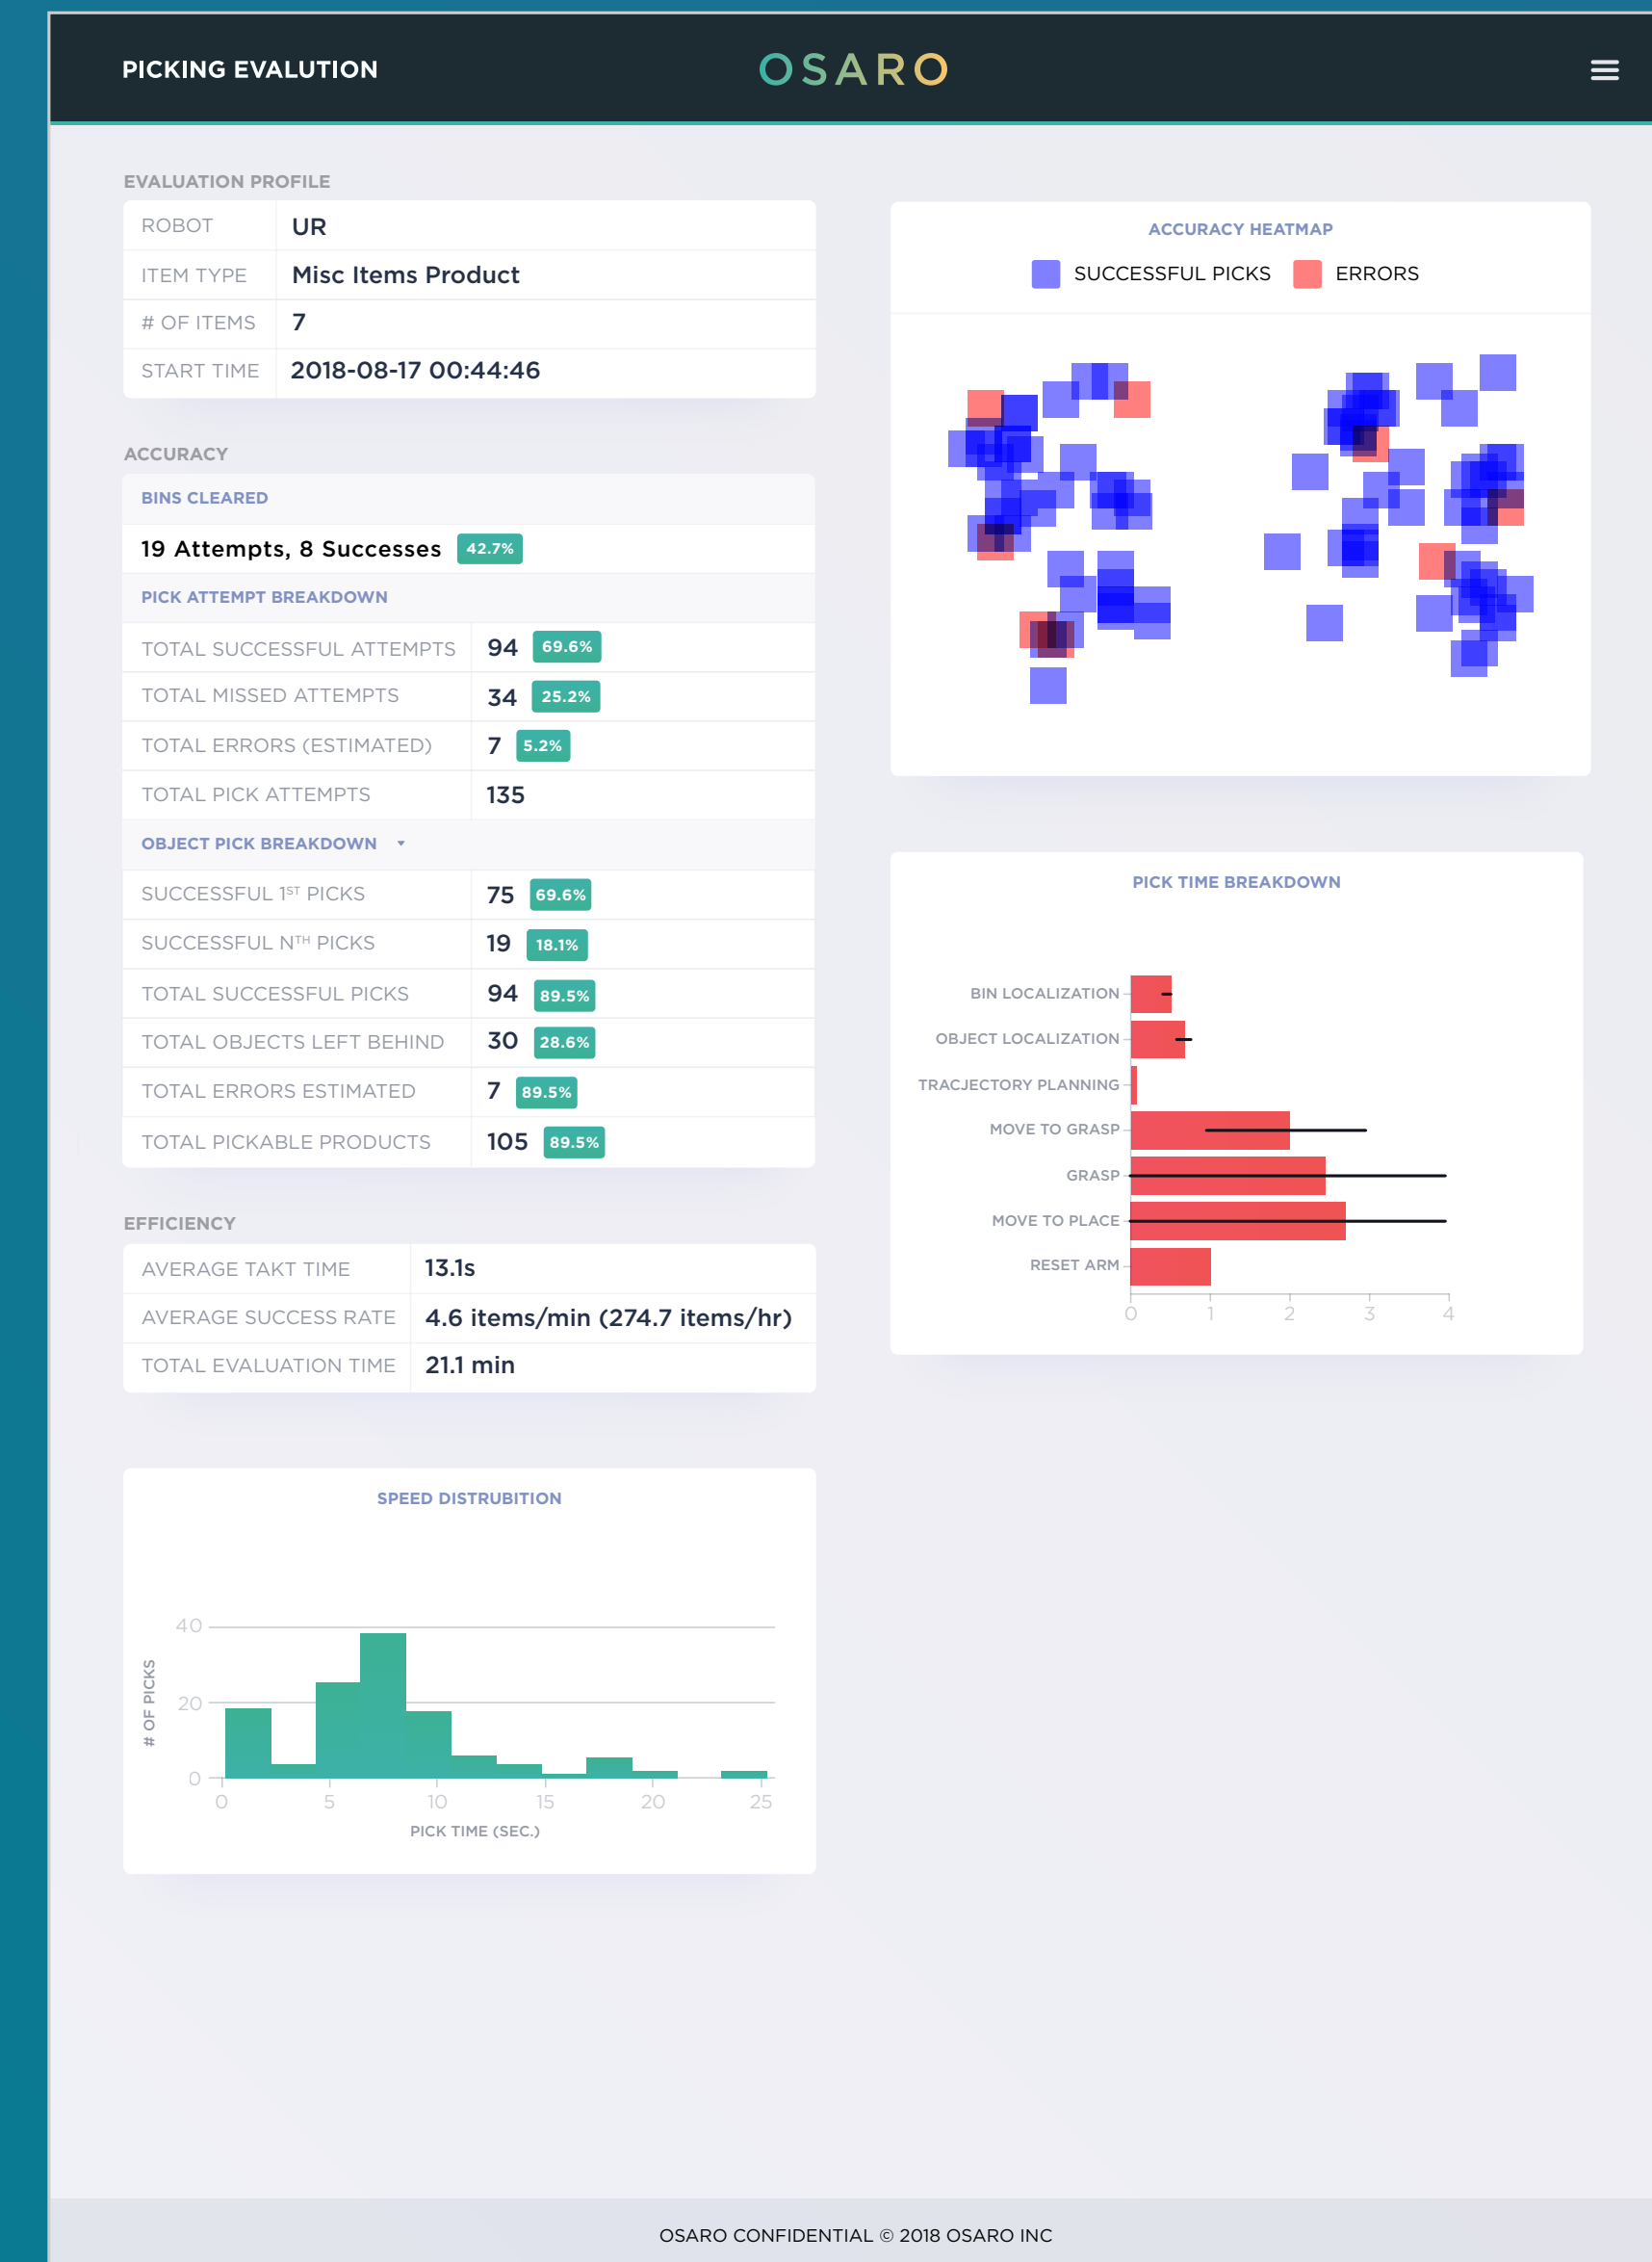 PICKING EVALUTION
OSARO
EVALUATION PROFILE
ROBOT UR
ITEM TYPE Misc Items Product
# OF ITEMS 7
START TIME 2018-08-17 00:44:46
ACCURACY
BINS CLEARED
19 Attempts, 8 Successes 42.7%
PICK ATTEMPT BREAKDOWN
TOTAL SUCCESSFUL ATTEMPTS 94 69.6%
TOTAL MISSED ATTEMPTS 34 25.2%
TOTAL ERRORS (ESTIMATED) 7 5.2%
TOTAL PICK ATTEMPTS 135
OBJECT PICK BREAKDOWN
SUCCESSFUL 1ST PICKS 75 69.6%
SUCCESSFUL NTH PICKS 19 18.1%
TOTAL SUCCESSFUL PICKS 94 89.5%
TOTAL OBJECTS LEFT BEHIND 30 28.6%
TOTAL ERRORS ESTIMATED 7 89.5%
TOTAL PICKABLE PRODUCTS 105 89.5%
EFFICIENCY
AVERAGE TAKT TIME 13.1s
AVERAGE SUCCESS RATE 4.6 items/min (274.7 items/hr)
TOTAL EVALUATION TIME 21.1 min
SPEED DISTRUBITION
# OF PICKS
40
20
0
0 5 10 15 20 25
PICK TIME (SEC.)
ACCURACY HEATMAP
SUCCESSFUL PICKS ERRORS
PICK TIME BREAKDOWN
BIN LOCALIZATION
OBJECT LOCALIZATION
TRACJECTORY PLANNING
MOVE TO GRASP
GRASP
MOVE TO PLACE
RESET ARM
0 1 2 3 4
OSARO CONFIDENTIAL © 2018 OSARO INC